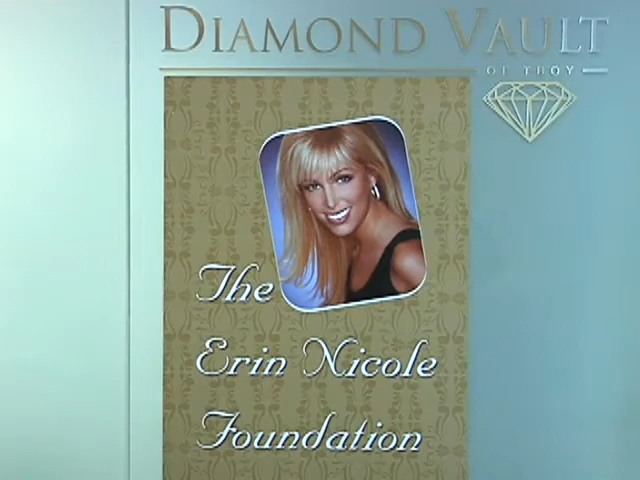 DIAMOND VAULT
OF TROY
The
Erin Nicole
Foundation